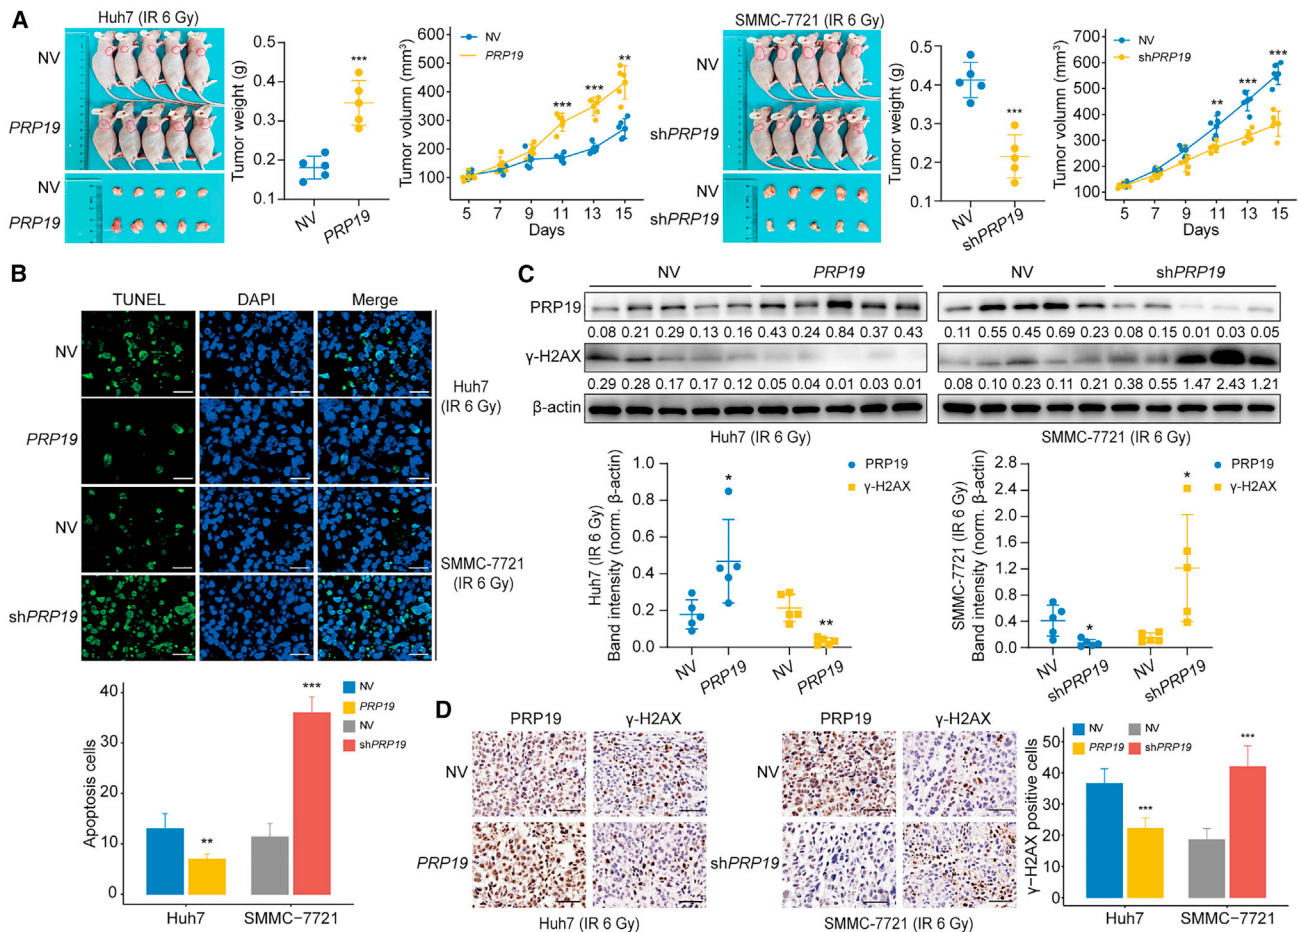 A
Huh7 (IR 6 Gy)
NV
PRP19
NV
PRP19
Tumor weight (g)
0.5
0.4
0.3
0.2
0.1
NV
PRP19
***
Tumor volumn (mm³)
600
500
400
300
200
100
NV
PRP19
***
***
**
5 7 9 11 13 15
Days
SMMC-7721 (IR 6 Gy)
NV
shPRP19
NV
shPRP19
Tumor weight (g)
0.5
0.4
0.3
0.2
0.1
***
NV
shPRP19
Tumor volumn (mm³)
700
600
500
400
300
200
100
NV
shPRP19
**
***
***
5 7 9 11 13 15
Days
B
TUNEL DAPI Merge
NV
PRP19
NV
shPRP19
Huh7
(IR 6 Gy)
SMMC-7721
(IR 6 Gy)
Apoptosis cells
40
30
20
10
0
**
***
NV
PRP19
NV
shPRP19
Huh7 SMMC−7721
C
NV PRP19 NV shPRP19
PRP19
0.08 0.21 0.29 0.13 0.16 0.43 0.24 0.84 0.37 0.43
0.11 0.55 0.45 0.69 0.23 0.08 0.15 0.01 0.03 0.05
γ-H2AX
0.29 0.28 0.17 0.17 0.12 0.05 0.04 0.01 0.03 0.01
0.08 0.10 0.23 0.11 0.21 0.38 0.55 1.47 2.43 1.21
β-actin
Huh7 (IR 6 Gy)
SMMC-7721 (IR 6 Gy)
Huh7 (IR 6 Gy)
Band intensity (norm. β-actin)
1.0
0.8
0.6
0.4
0.2
0.0
*
**
PRP19
γ-H2AX
NV PRP19 NV PRP19
SMMC-7721 (IR 6 Gy)
Band intensity (norm. β-actin)
2.8
2.4
2.0
1.6
1.2
0.8
0.4
0.0
*
*
PRP19
γ-H2AX
NV shPRP19 NV shPRP19
D
PRP19 γ-H2AX
NV
PRP19
Huh7 (IR 6 Gy)
PRP19 γ-H2AX
NV
shPRP19
SMMC-7721 (IR 6 Gy)
γ−H2AX positive cells
50
40
30
20
10
0
NV
PRP19
NV
shPRP19
***
***
Huh7 SMMC−7721